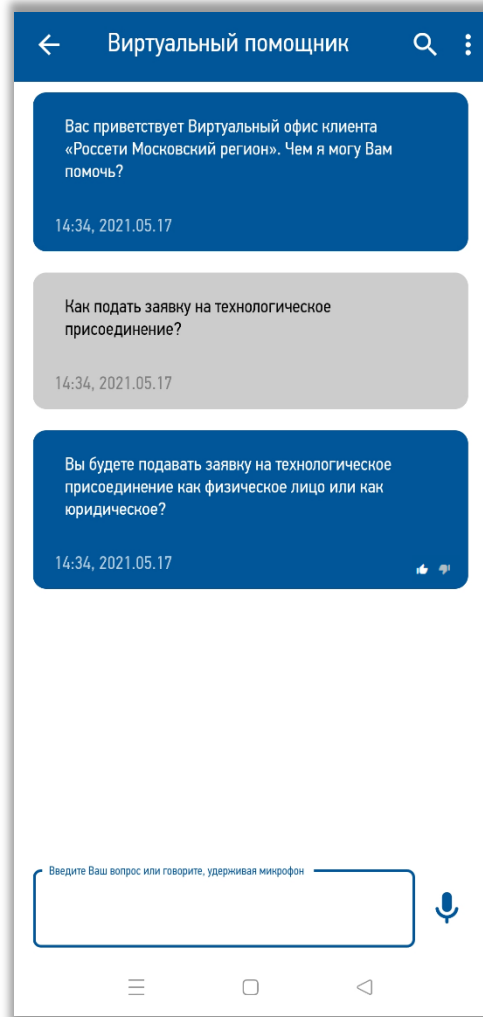 Виртуальный помощник
Вас приветствует Виртуальный офис клиента
«Россети Московский регион». Чем я могу Вам
помочь?
14:34, 2021.05.17
Как подать заявку на технологическое
присоединение?
14:34, 2021.05.17
Вы будете подавать заявку на технологическое
присоединение как физическое лицо или как
юридическое?
14:34, 2021.05.17
Введите Ваш вопрос или говорите, удерживая микрофон